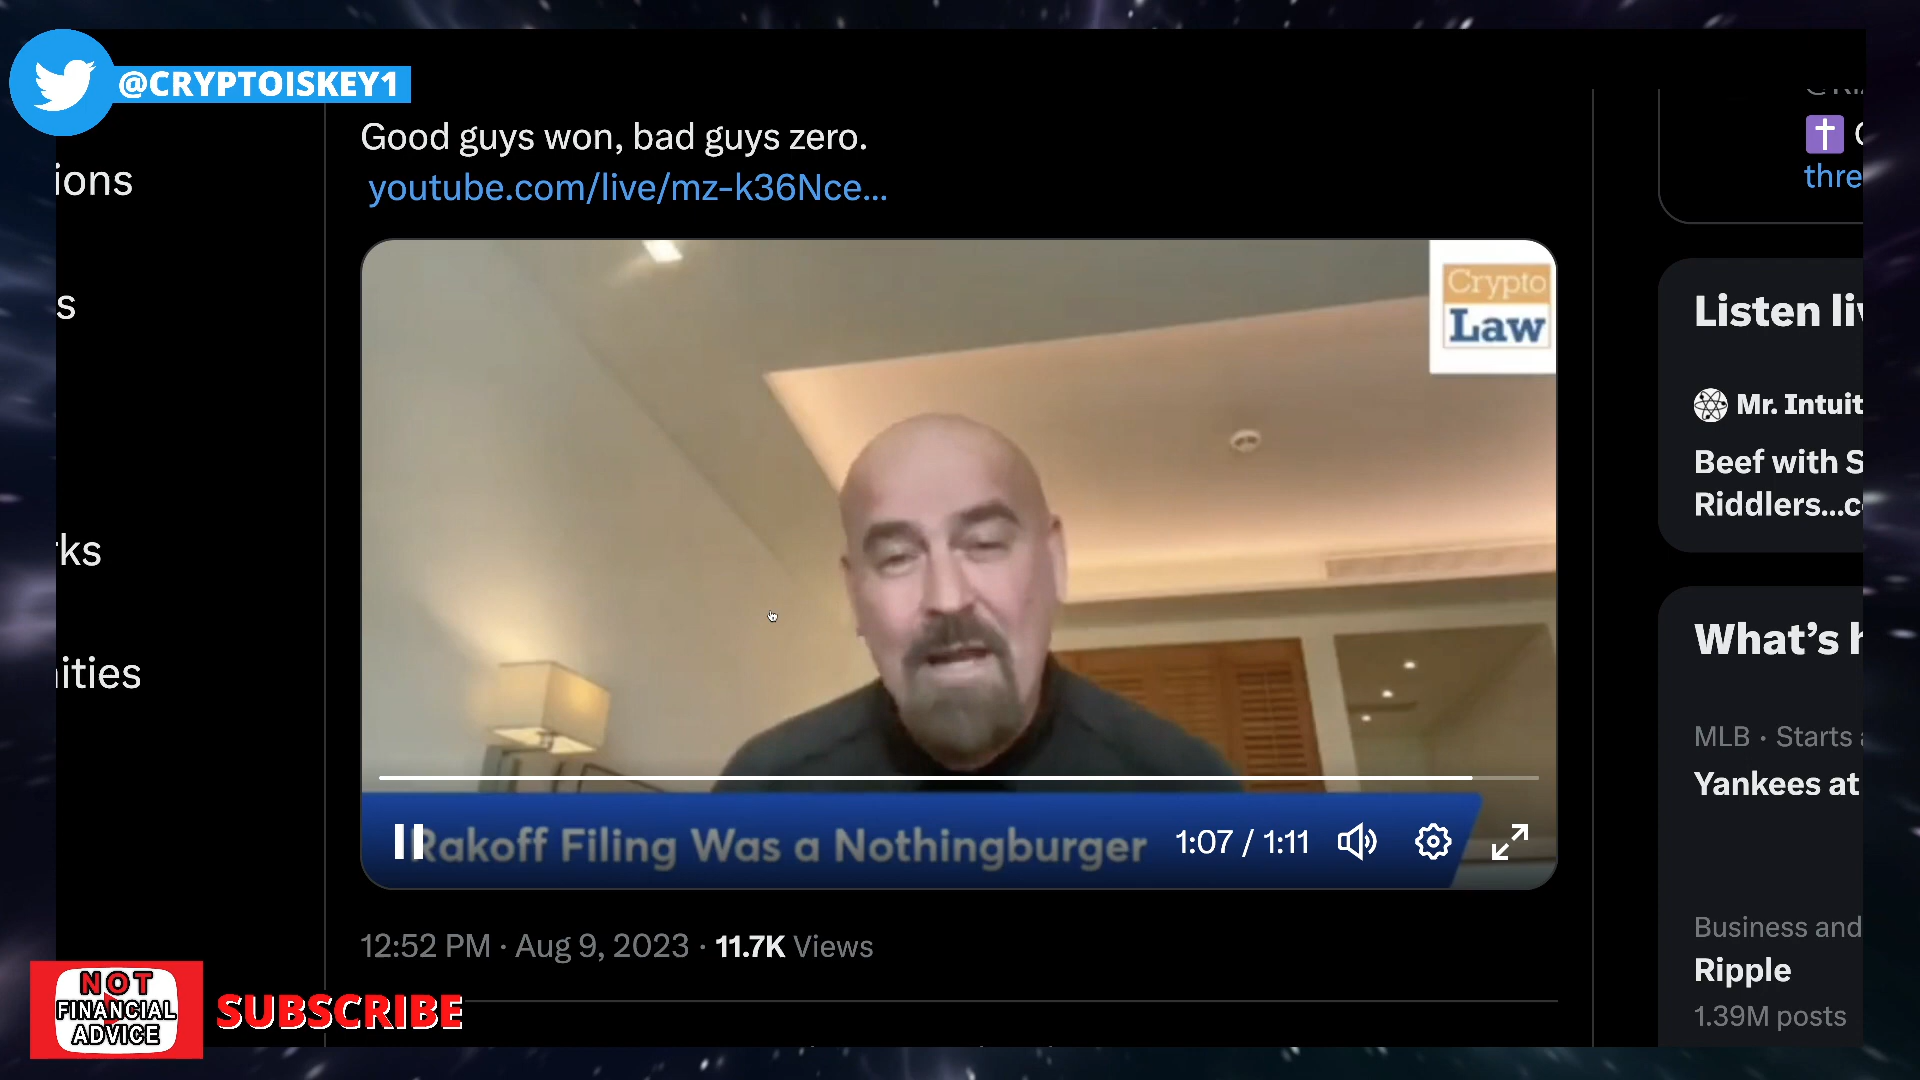 @CRYPTOISKEY1
Good guys won, bad guys zero.
youtube.com/live/mz-k36Nce...
ions
s
rks
ities
Crypto
Law
Rakoff Filing Was a Nothingburger
1:07 / 1:11
12:52 PM · Aug 9, 2023 · 11.7K Views
NOT
FINANCIAL
ADVICE
SUBSCRIBE
thre
Listen liv
Mr. Intuit
Beef with S
Riddlers...c
What's h
MLB · Starts
Yankees at
Business and
Ripple
1.39M posts